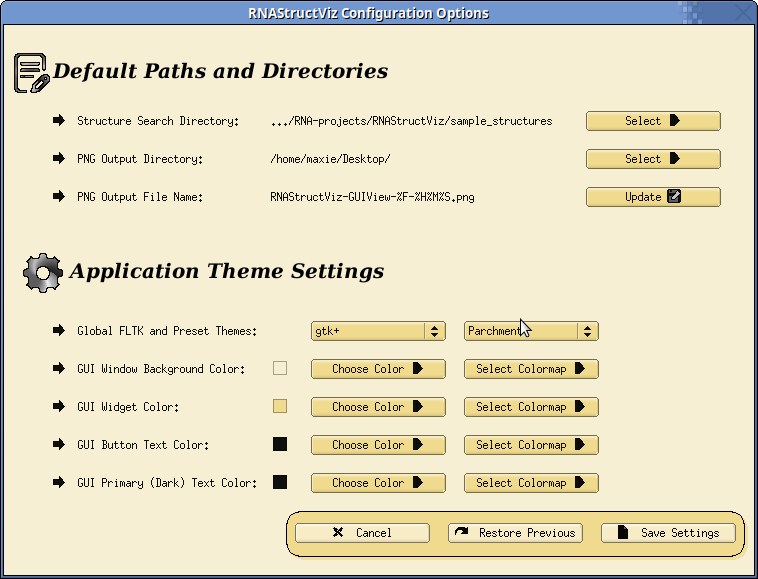 RNAStructViz Configuration Options
Default Paths and Directories
Structure Search Directory: .../RNA-projects/RNAStructViz/sample_structures Select
PNG Output Directory: /home/maxie/Desktop/ Select
PNG Output File Name: RNAStructViz-GUIView-%F-%H%M%S.png Update
Application Theme Settings
Global FLTK and Preset Themes: gtk+ Parchment
GUI Window Background Color: Choose Color Select Colormap
GUI Widget Color: Choose Color Select Colormap
GUI Button Text Color: Choose Color Select Colormap
GUI Primary (Dark) Text Color: Choose Color Select Colormap
Cancel Restore Previous Save Settings